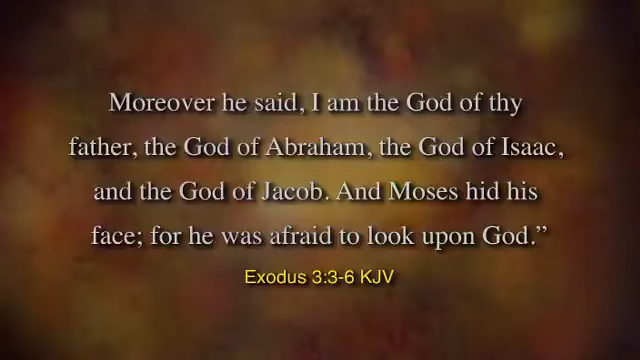 Moreover he said, I am the God of thy
father, the God of Abraham, the God of Isaac,
and the God of Jacob. And Moses hid his
face; for he was afraid to look upon God.”
Exodus 3:3-6 KJV